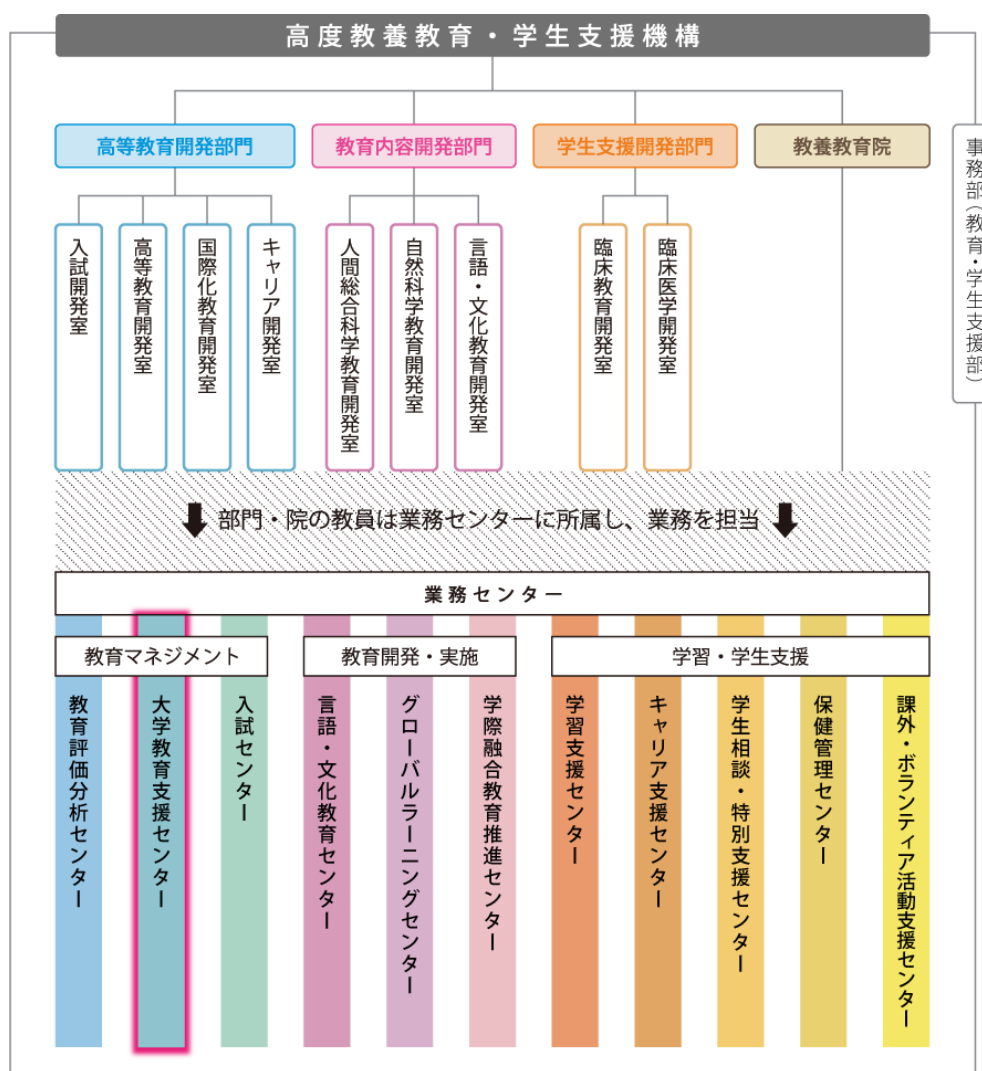 高度教養教育・学生支援機構
高等教育開発部門
教育内容開発部門
学生支援開発部門
教養教育院
事務部(教育・学生支援部)
入試開発室
高等教育開発室
国際化教育開発室
キャリア開発室
人間総合科学教育開発室
自然科学教育開発室
言語・文化教育開発室
臨床教育開発室
臨床医学開発室
部門・院の教員は業務センターに所属し、業務を担当
業務センター
教育マネジメント
教育開発・実施
学習・学生支援
教育評価分析センター
大学教育支援センター
入試センター
言語・文化教育センター
グローバルラーニングセンター
学際融合教育推進センター
学習支援センター
キャリア支援センター
学生相談・特別支援センター
保健管理センター
課外・ボランティア活動支援センター